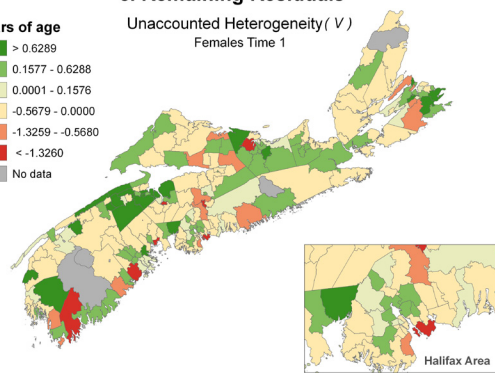 Unaccounted Heterogeneity ( V )
Females Time 1
rs of age
> 0.6289
0.1577 - 0.6288
0.0001 - 0.1576
-0.5679 - 0.0000
-1.3259 - -0.5680
< -1.3260
No data
Halifax Area